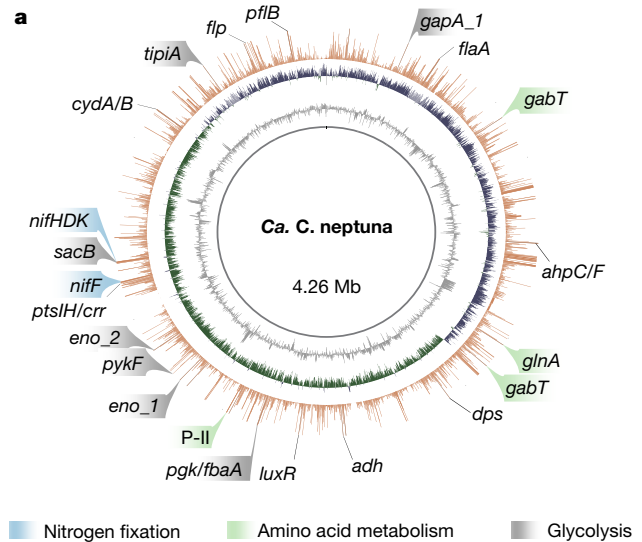 a
pflB
flp
gapA_1
flaA
tipiA
gabT
cydA/B
nifHDK
Ca. C. neptuna
sacB
ahpC/F
nifF
4.26 Mb
ptsIH/crr
eno_2
glnA
pykF
gabT
eno_1
dps
P-II
pgk/fbaA
luxR
adh
Nitrogen fixation
Amino acid metabolism
Glycolysis